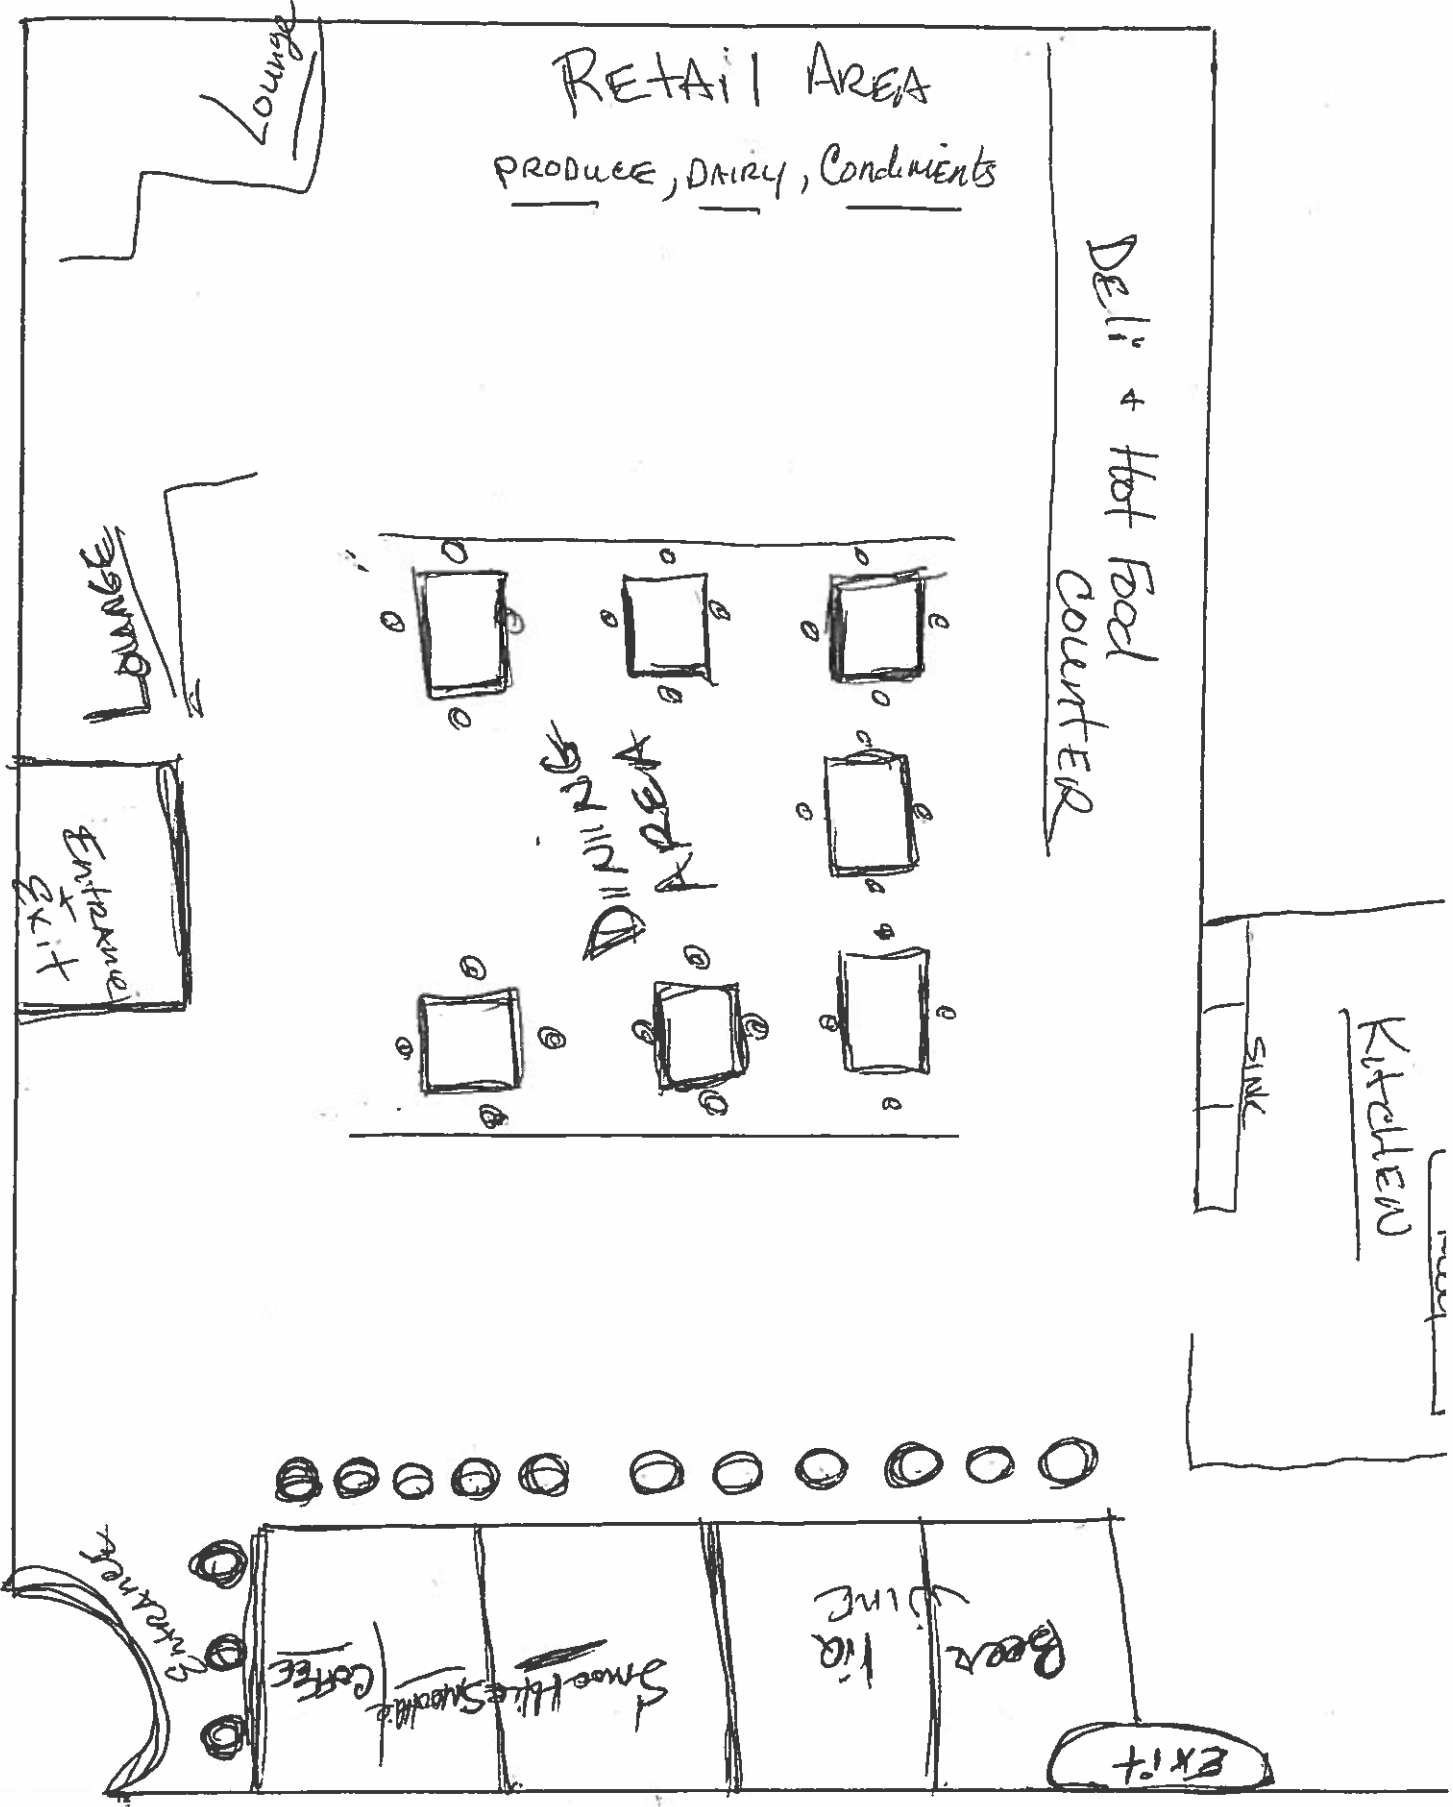 Lounge
RETAil AREA
PRODUCE, DAIRY, Condiments
DEli + Hot Food
COUNTER
LOUNGE
DINING
AREA
ENTRANCE
+
Exit
SINK
KitCHEN
ENTRANCE
COFFEE
Smoothie
Smoothie
Beer
Exit